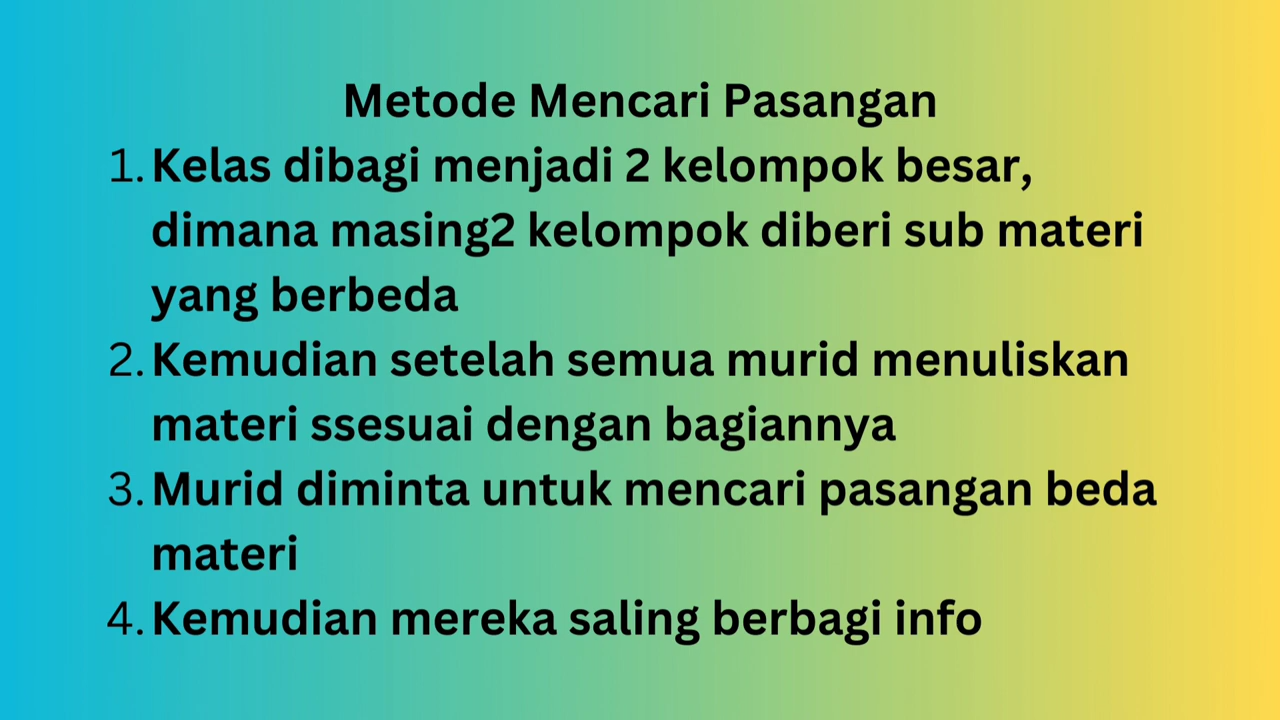 Metode Mencari Pasangan
1. Kelas dibagi menjadi 2 kelompok besar,
dimana masing2 kelompok diberi sub materi
yang berbeda
2. Kemudian setelah semua murid menuliskan
materi ssesuai dengan bagiannya
3. Murid diminta untuk mencari pasangan beda
materi
4. Kemudian mereka saling berbagi info